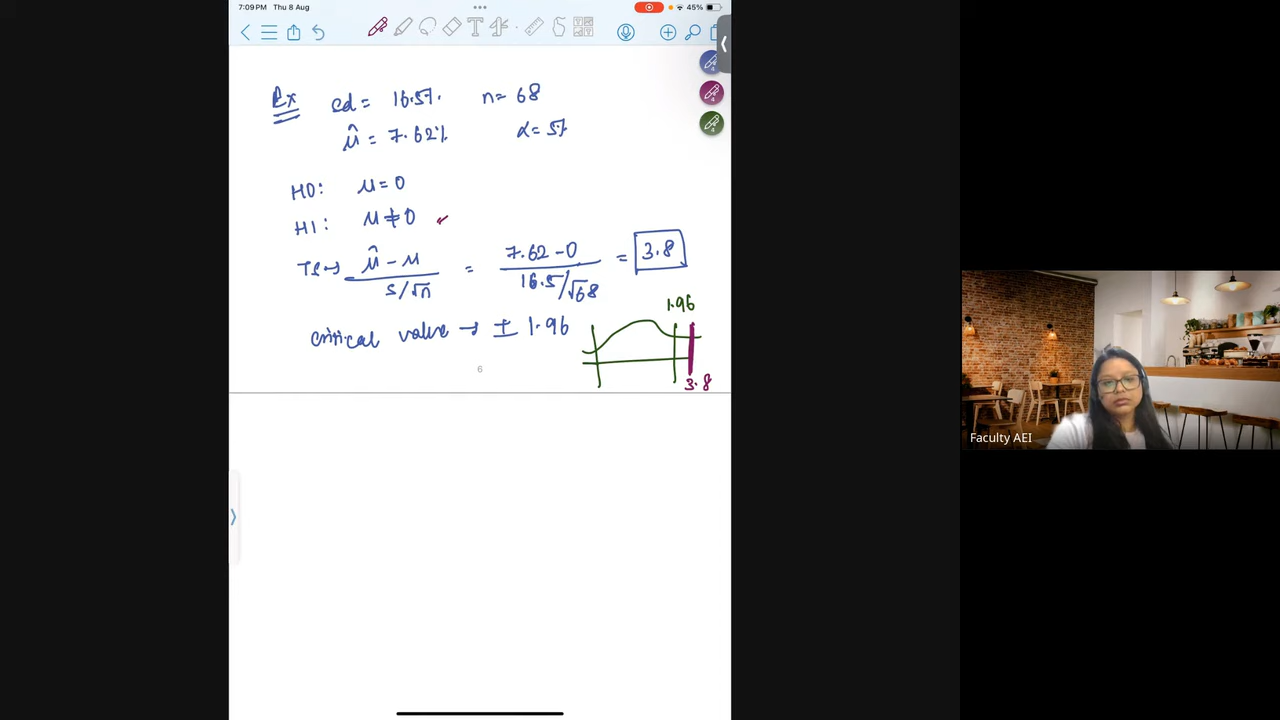 7:09 PM Thu 8 Aug
45%
Ex sd = 16.5%. n = 68
μ̂ = 7.62% α = 5%
H0: μ = 0
H1: μ ≠ 0 ✓
TS → μ̂ - μ / s/√n = 7.62 - 0 / 16.5/√68 = 3.8
1.96
critical value → ± 1.96
3.8
6
Faculty AEI